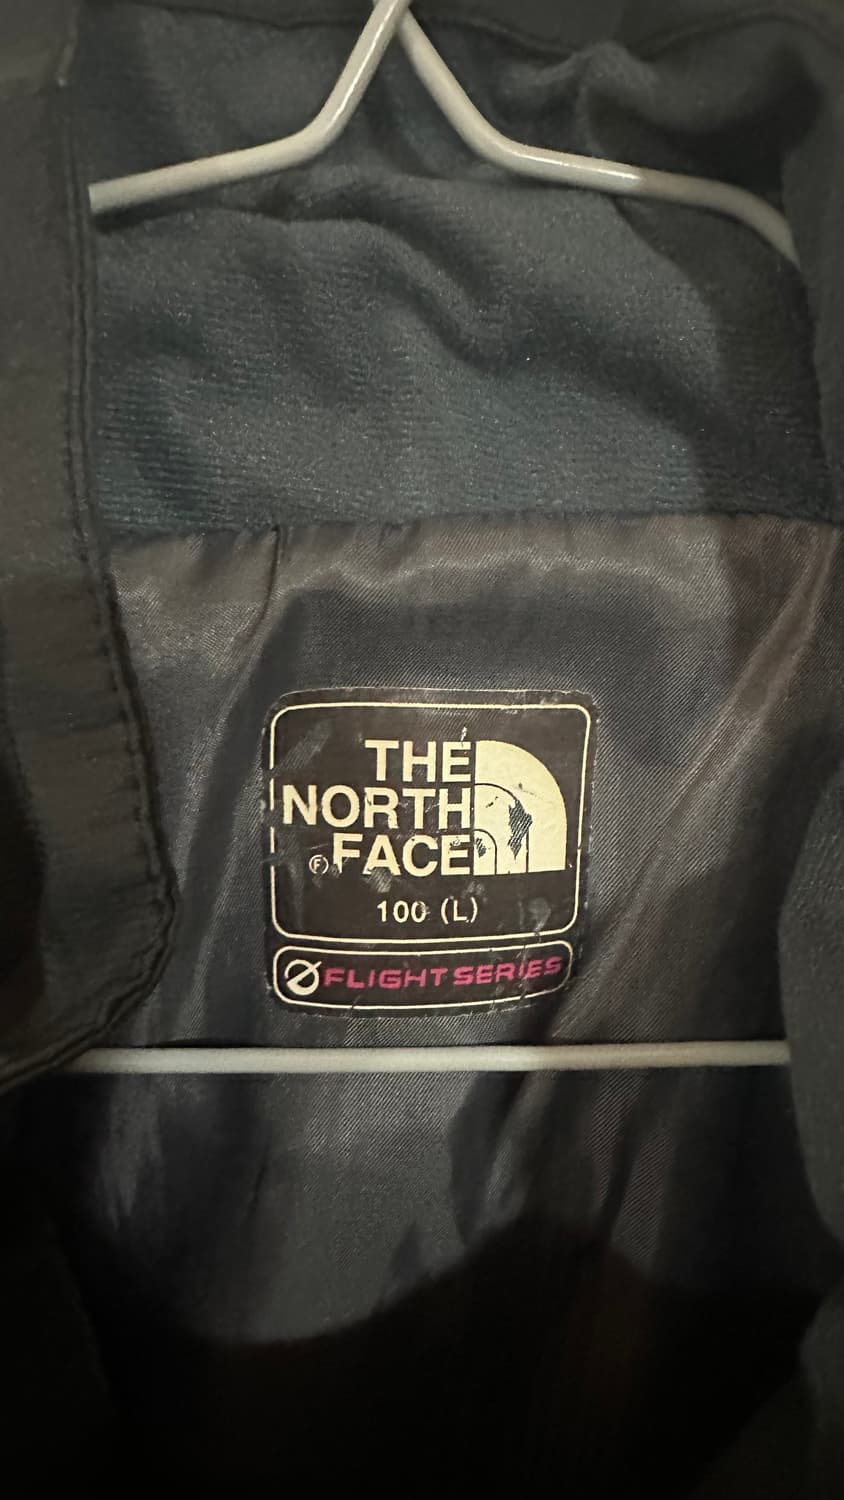 THE
NORTH
FACE
100 (L)
FLIGHT SERIES